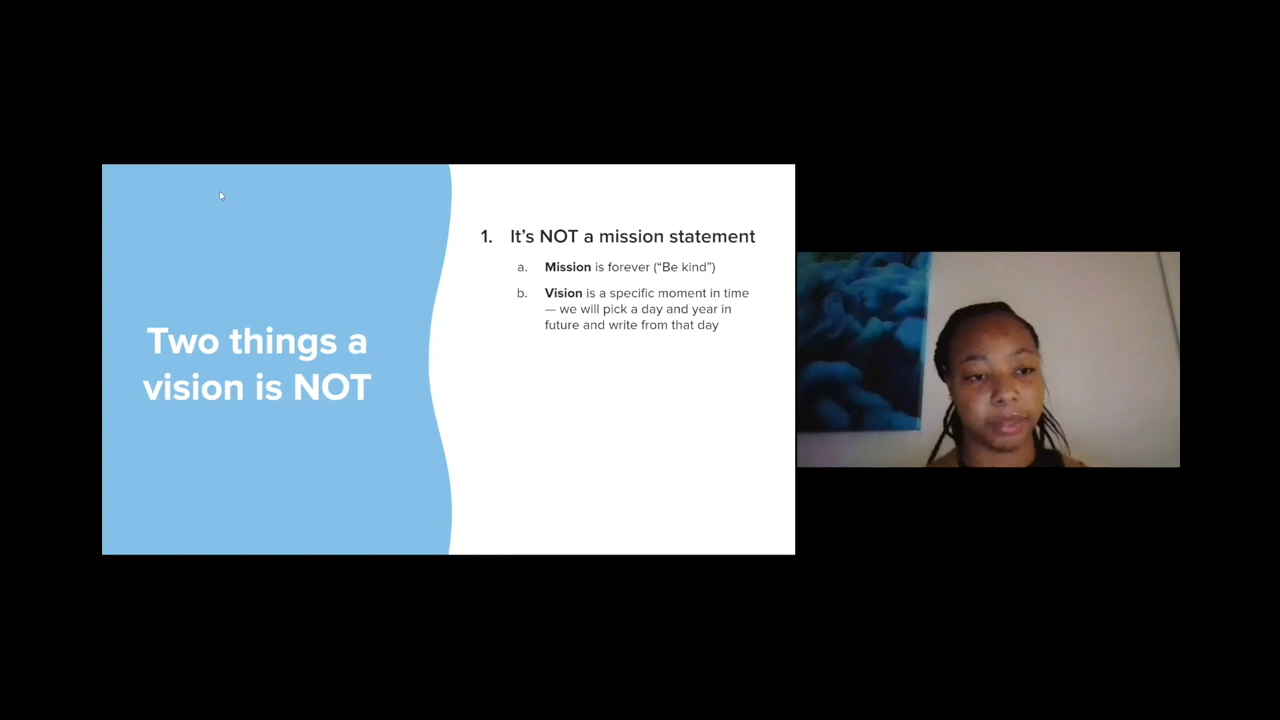 Two things a
vision is NOT
1. It’s NOT a mission statement
a. Mission is forever (“Be kind”)
b. Vision is a specific moment in time
— we will pick a day and year in
future and write from that day